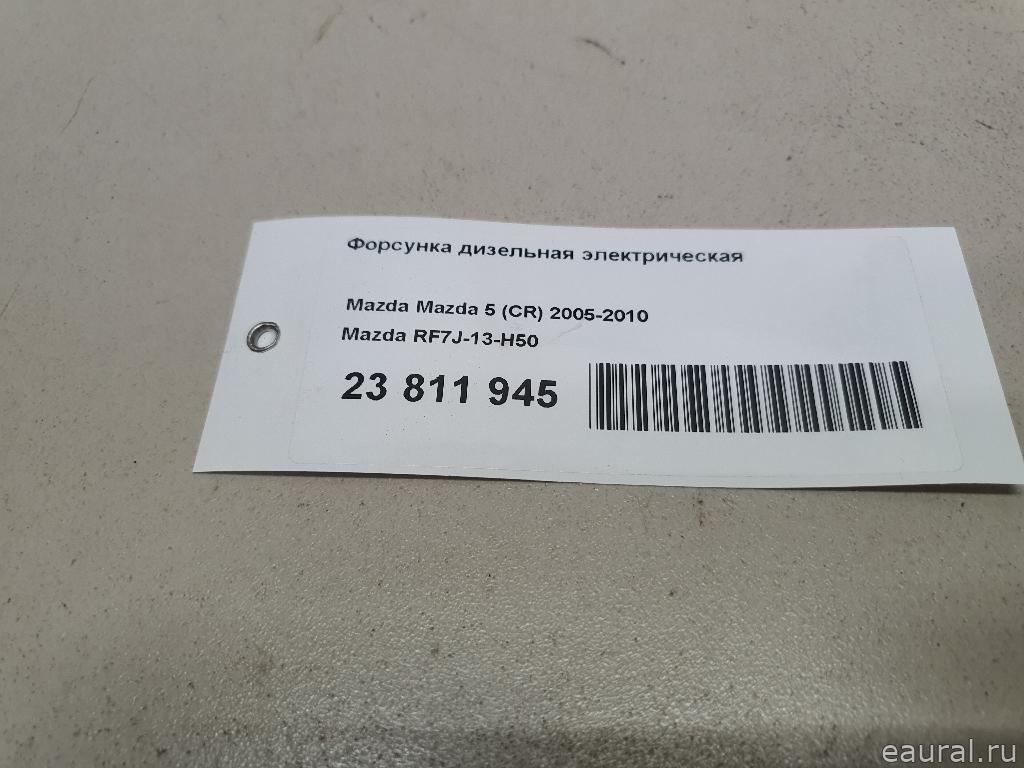 Форсунка дизельная электрическая
Mazda Mazda 5 (CR) 2005-2010
Mazda RF7J-13-H50
23 811 945
eaural.ru